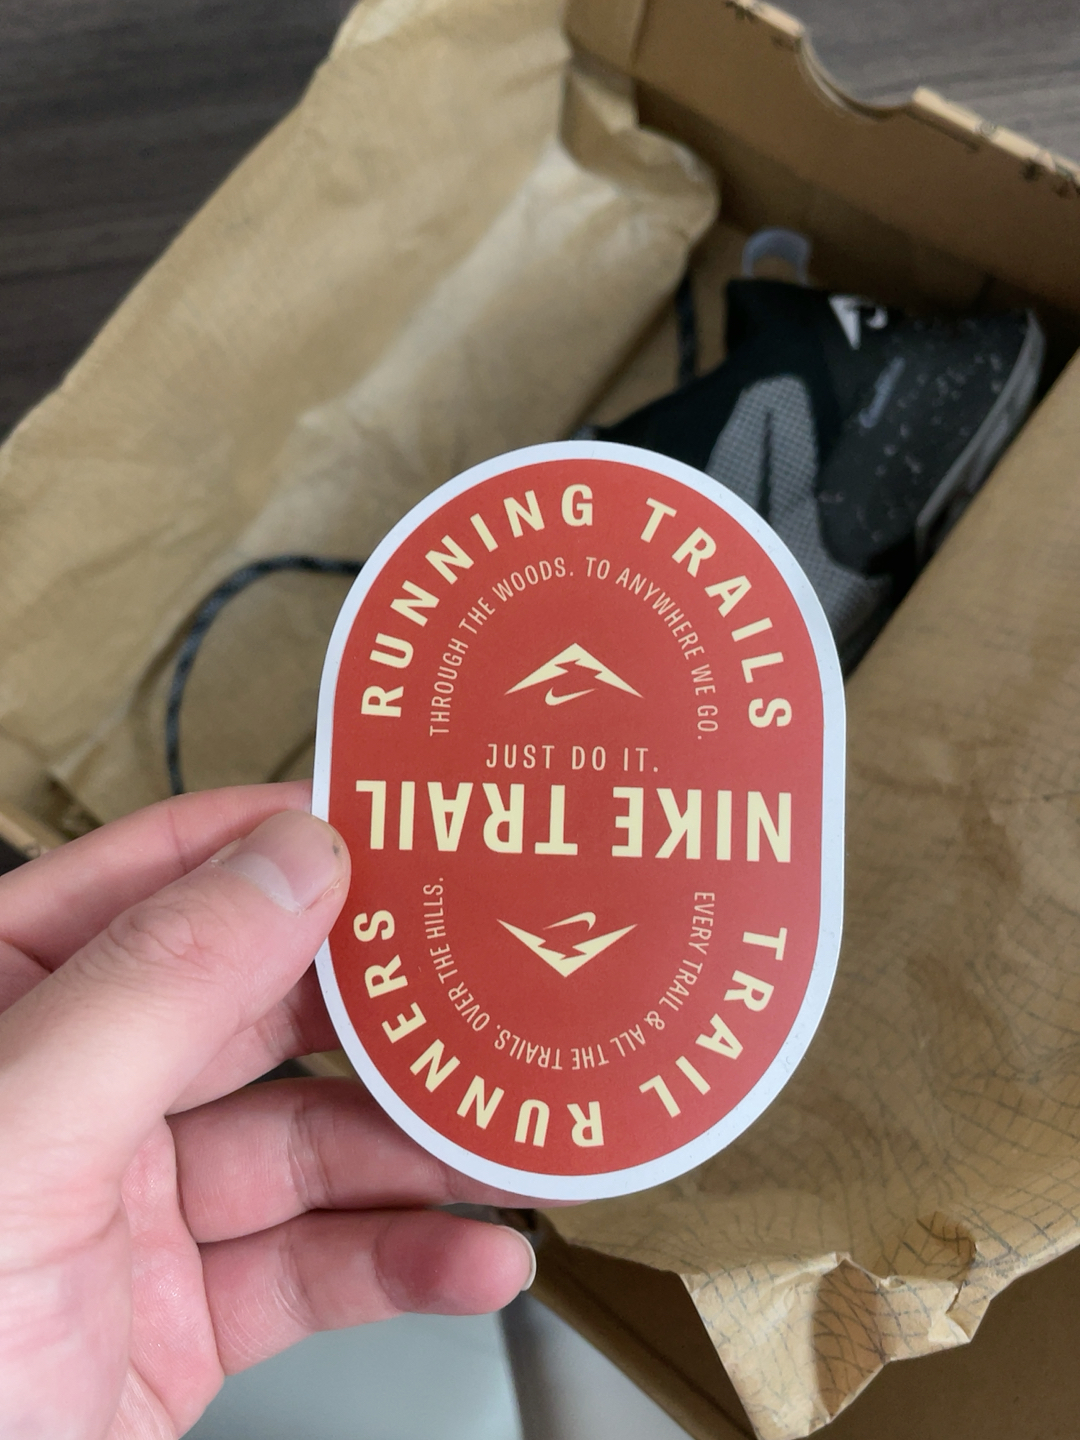 RUNNING TRAILS
THROUGH THE WOODS. TO ANYWHERE WE GO.
JUST DO IT.
NIKE TRAIL
EVERY TRAIL & ALL THE TRAILS. OVER THE HILLS.
TRAIL RUNNERS